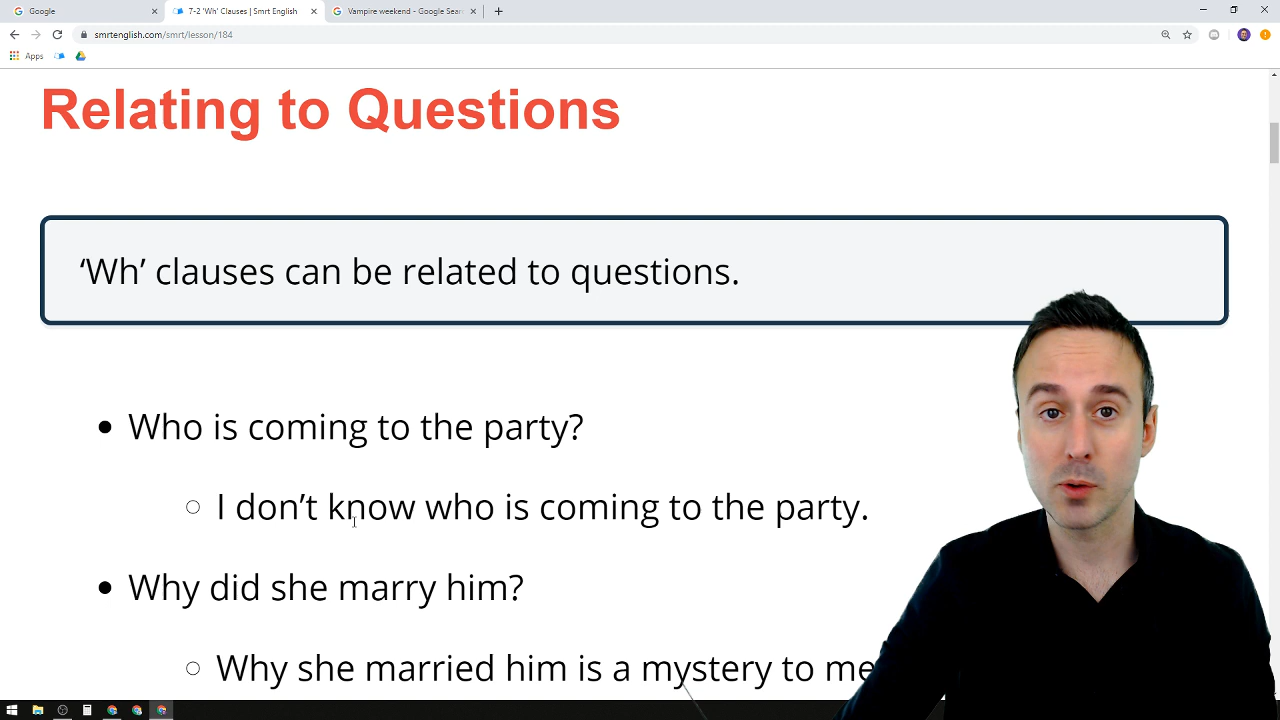 Google
7-2 'Wh' Clauses | Smrt English
Vampire weekend - Google Sear
smrtenglish.com/smrt/lesson/184
Apps
Relating to Questions
‘Wh’ clauses can be related to questions.
Who is coming to the party?
I don’t know who is coming to the party.
Why did she marry him?
Why she married him is a mystery to me